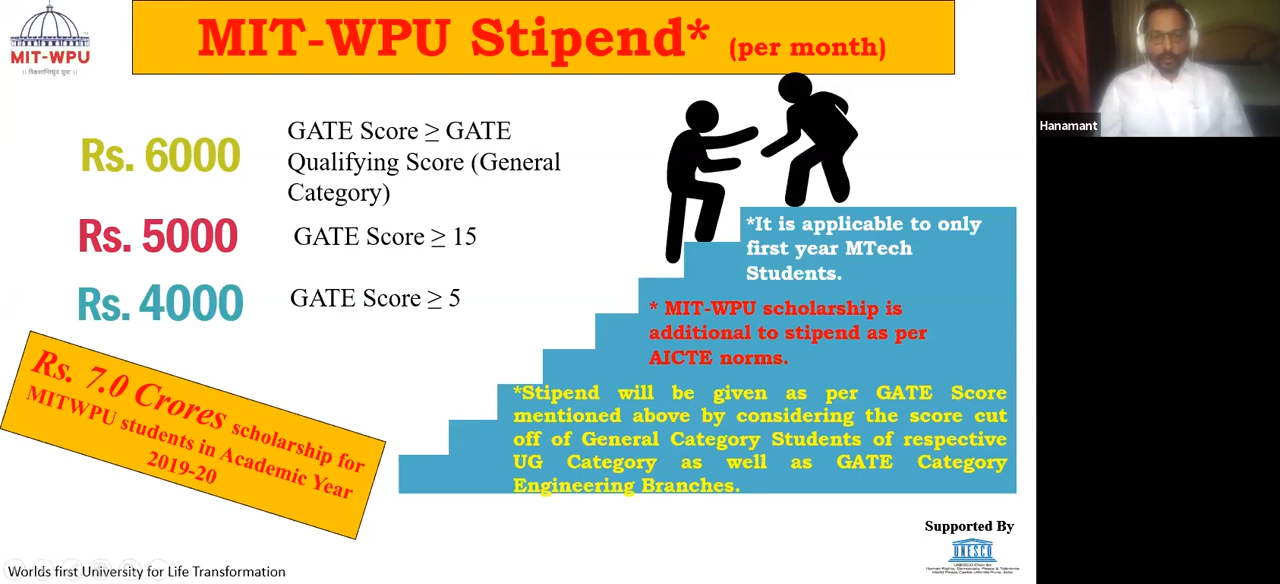 MIT-WPU Stipend* (per month)
MIT-WPU
Rs. 6000
GATE Score ≥ GATE
Qualifying Score (General
Category)
Rs. 5000
GATE Score ≥ 15
Rs. 4000
GATE Score ≥ 5
Rs. 7.0 Crores scholarship for
MITWPU students in Academic Year
2019-20
*It is applicable to only
first year MTech
Students.
* MIT-WPU scholarship is
additional to stipend as per
AICTE norms.
*Stipend will be given as per GATE Score
mentioned above by considering the score cut
off of General Category Students of respective
UG Category as well as GATE Category
Engineering Branches.
Supported By
UNESCO
Worlds first University for Life Transformation
Hanamant